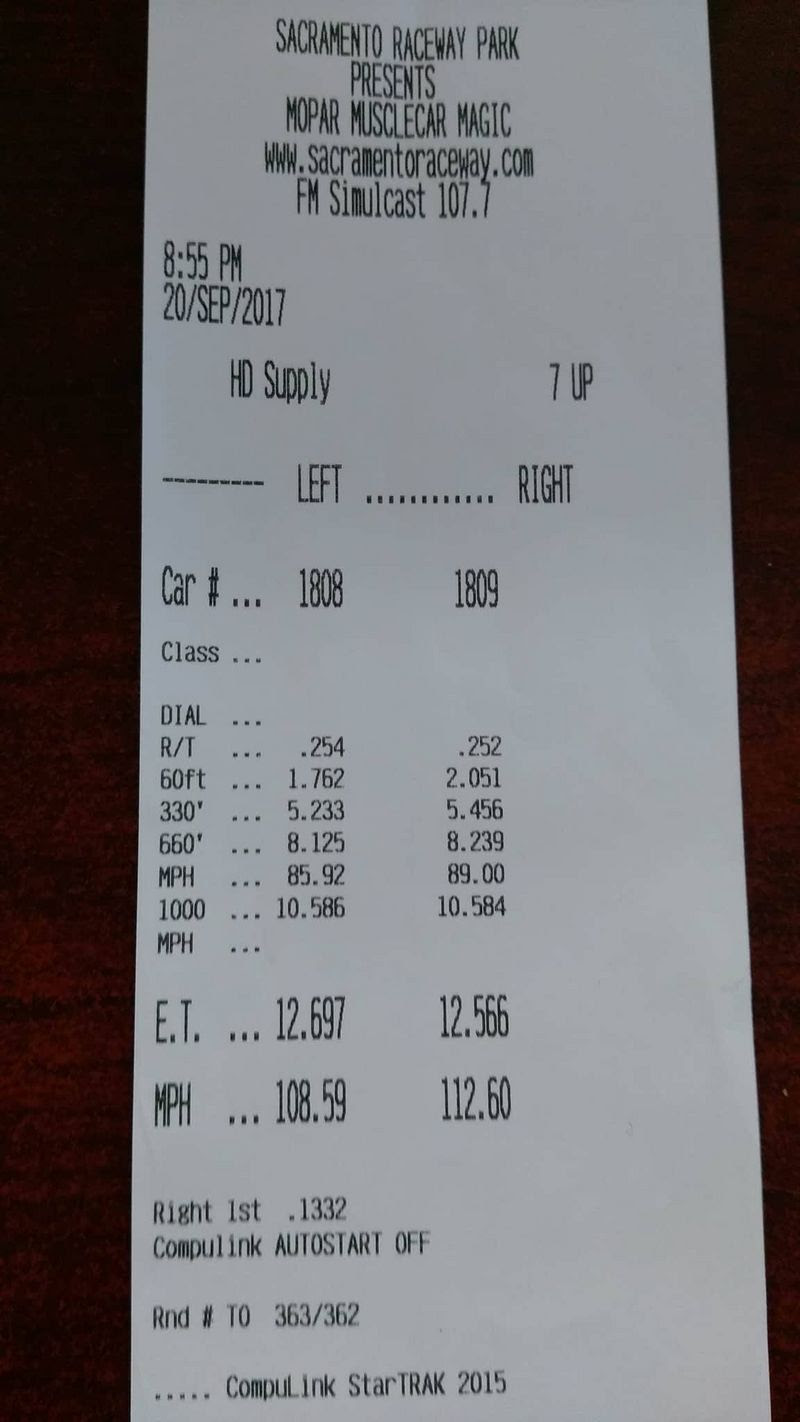 SACRAMENTO RACEWAY PARK
PRESENTS
MOPAR MUSCLECAR MAGIC
www.sacramentoraceway.com
FM Simulcast 107.7
8:55 PM
20/SEP/2017
HD Supply 7 UP
--------- LEFT ............ RIGHT
Car # ... 1808 1809
Class ...
DIAL ...
R/T ... .254 .252
60ft ... 1.762 2.051
330' ... 5.233 5.456
660' ... 8.125 8.239
MPH ... 85.92 89.00
1000 ... 10.586 10.584
MPH ...
E.T. ... 12.697 12.566
MPH ... 108.59 112.60
Right 1st .1332
Compulink AUTOSTART OFF
Rnd # TO 363/362
..... CompuLink StarTRAK 2015